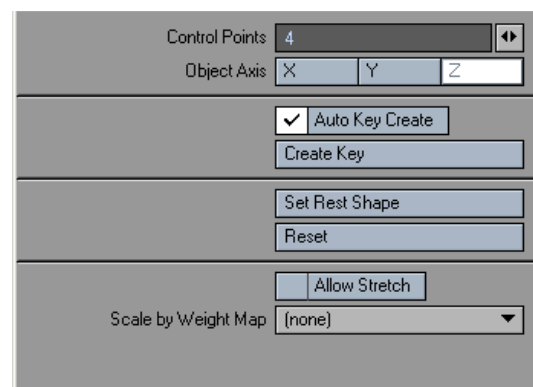 Control Points 4
Object Axis X Y Z
Auto Key Create
Create Key
Set Rest Shape
Reset
Allow Stretch
Scale by Weight Map (none)